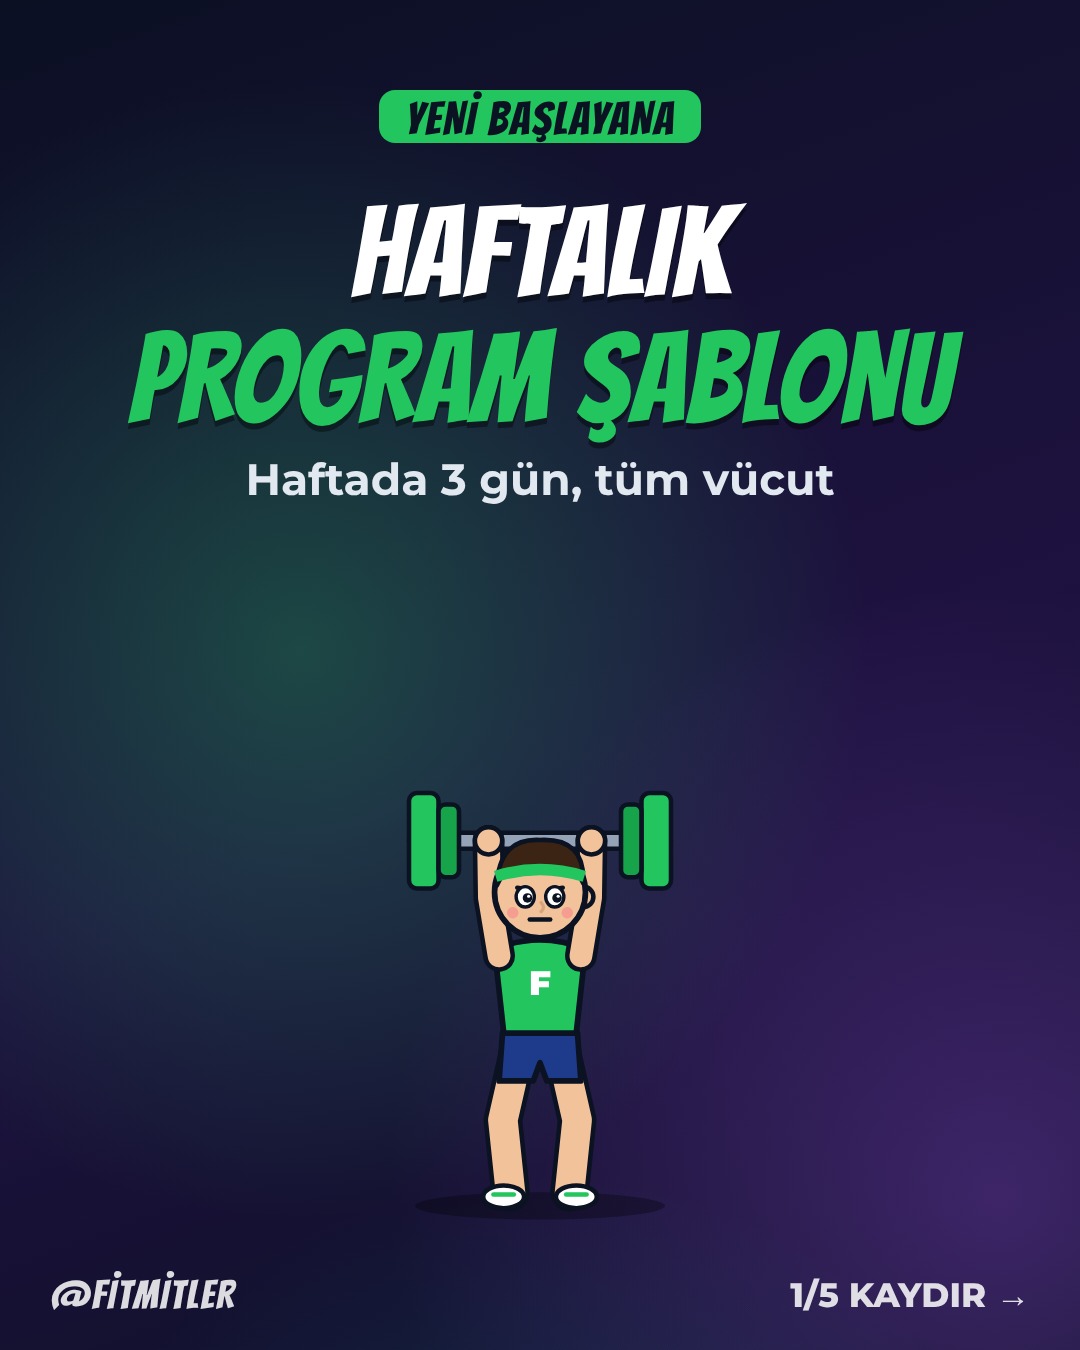 YENİ BAŞLAYANA
HAFTALIK
PROGRAM ŞABLONU
Haftada 3 gün, tüm vücut
F
@FİTMİTLER
1/5 KAYDIR →